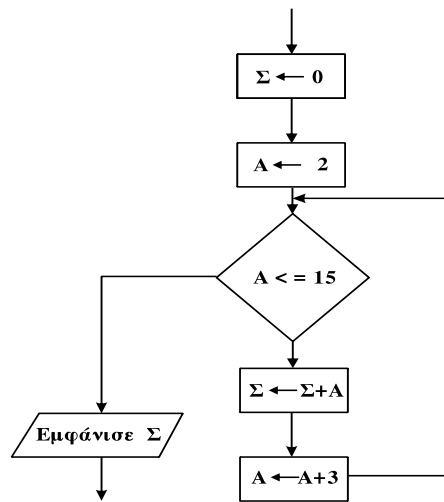 Σ ← 0
Α ← 2
Α < = 15
Σ ← Σ+Α
Εμφάνισε Σ
Α ← Α+3